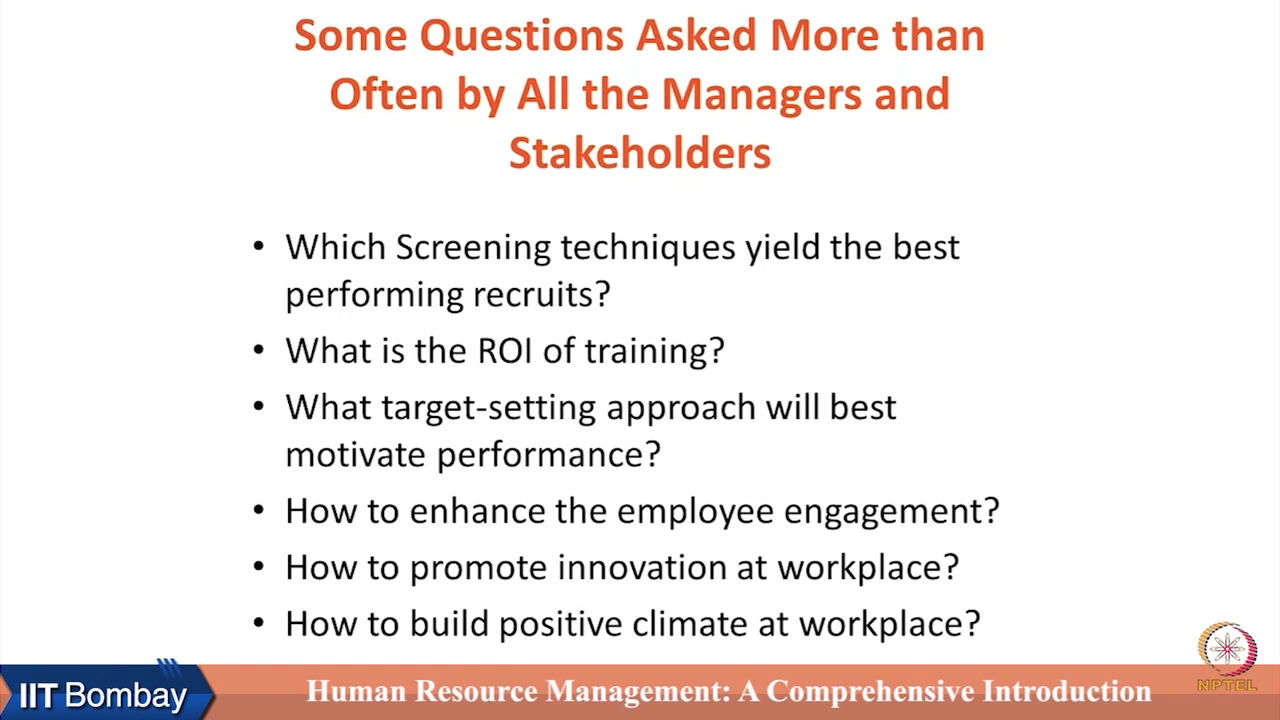 Some Questions Asked More than
Often by All the Managers and
Stakeholders
• Which Screening techniques yield the best
performing recruits?
• What is the ROI of training?
• What target-setting approach will best
motivate performance?
• How to enhance the employee engagement?
• How to promote innovation at workplace?
• How to build positive climate at workplace?
NPTEL
IIT Bombay
Human Resource Management: A Comprehensive Introduction